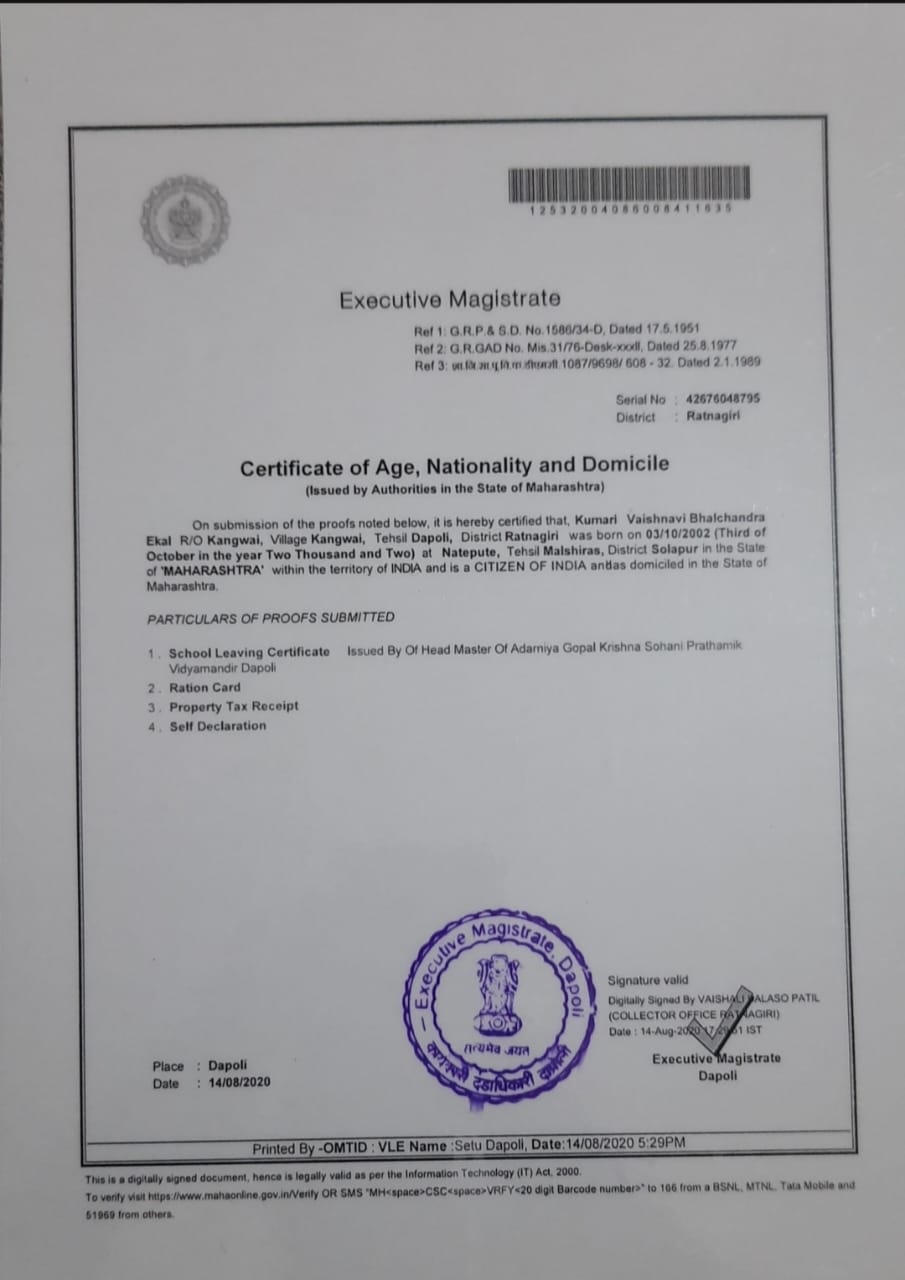 12532004086008411635
Executive Magistrate
Ref 1: G.R.P.& S.D. No.1586/34-D, Dated 17.5.1951
Ref 2: G.R.GAD No. Mis.31/76-Desk-xxxII, Dated 25.8.1977
Ref 3: 1087/9698/ 608 - 32. Dated 2.1.1989
Serial No : 42676048795
District : Ratnagiri
Certificate of Age, Nationality and Domicile
(Issued by Authorities in the State of Maharashtra)
On submission of the proofs noted below, it is hereby certified that, Kumari Vaishnavi Bhalchandra
Ekal R/O Kangwai, Village Kangwai, Tehsil Dapoli, District Ratnagiri was born on 03/10/2002 (Third of
October in the year Two Thousand and Two) at Natepute, Tehsil Malshiras, District Solapur in the State
of 'MAHARASHTRA' within the territory of INDIA and is a CITIZEN OF INDIA and is domiciled in the State of
Maharashtra.
PARTICULARS OF PROOFS SUBMITTED
1 . School Leaving Certificate Issued By Of Head Master Of Adarniya Gopal Krishna Sohani Prathamik
Vidyamandir Dapoli
2 . Ration Card
3 . Property Tax Receipt
4 . Self Declaration
Executive Magistrate, Dapoli
सत्यमेव जयते
कार्यकारी दंडाधिकारी दापोली
Signature valid
Digitally Signed By VAISHALI BALASO PATIL
(COLLECTOR OFFICE RATNAGIRI)
Date : 14-Aug-2020 IST
Executive Magistrate
Dapoli
Place : Dapoli
Date : 14/08/2020
Printed By -OMTID : VLE Name :Setu Dapoli, Date:14/08/2020 5:29PM
This is a digitally signed document, hence is legally valid as per the Information Technology (IT) Act, 2000.
To verify visit https://www.mahaonline.gov.in/Verify OR SMS "MH<space>CSC<space>VRFY<20 digit Barcode number>" to 166 from a BSNL, MTNL, Tata Mobile and
51969 from others.